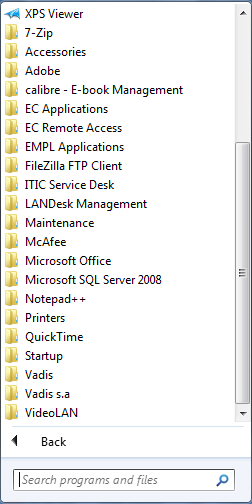 XPS Viewer
7-Zip
Accessories
Adobe
calibre - E-book Management
EC Applications
EC Remote Access
EMPL Applications
FileZilla FTP Client
ITIC Service Desk
LANDesk Management
Maintenance
McAfee
Microsoft Office
Microsoft SQL Server 2008
Notepad++
Printers
QuickTime
Startup
Vadis
Vadis s.a
VideoLAN
Back
Search programs and files